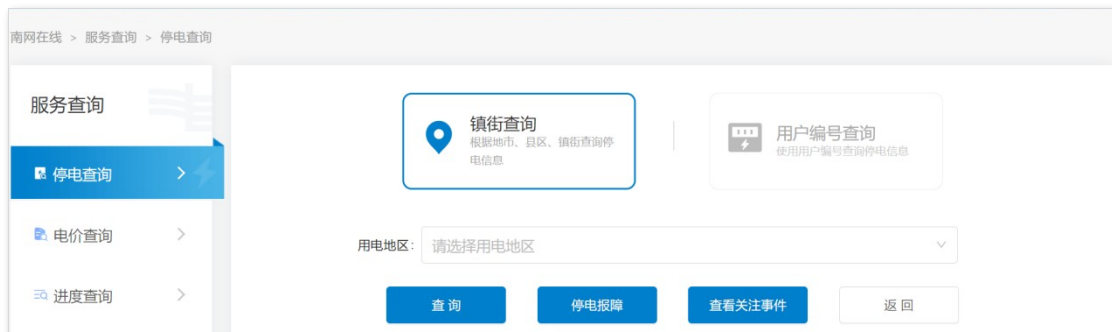 南网在线 > 服务查询 > 停电查询
服务查询
停电查询
电价查询
进度查询
镇街查询
根据地市、县区、镇街查询停
电信息
用户编号查询
使用用户编号查询停电信息
用电地区：
请选择用电地区
查 询
停电报障
查看关注事件
返 回